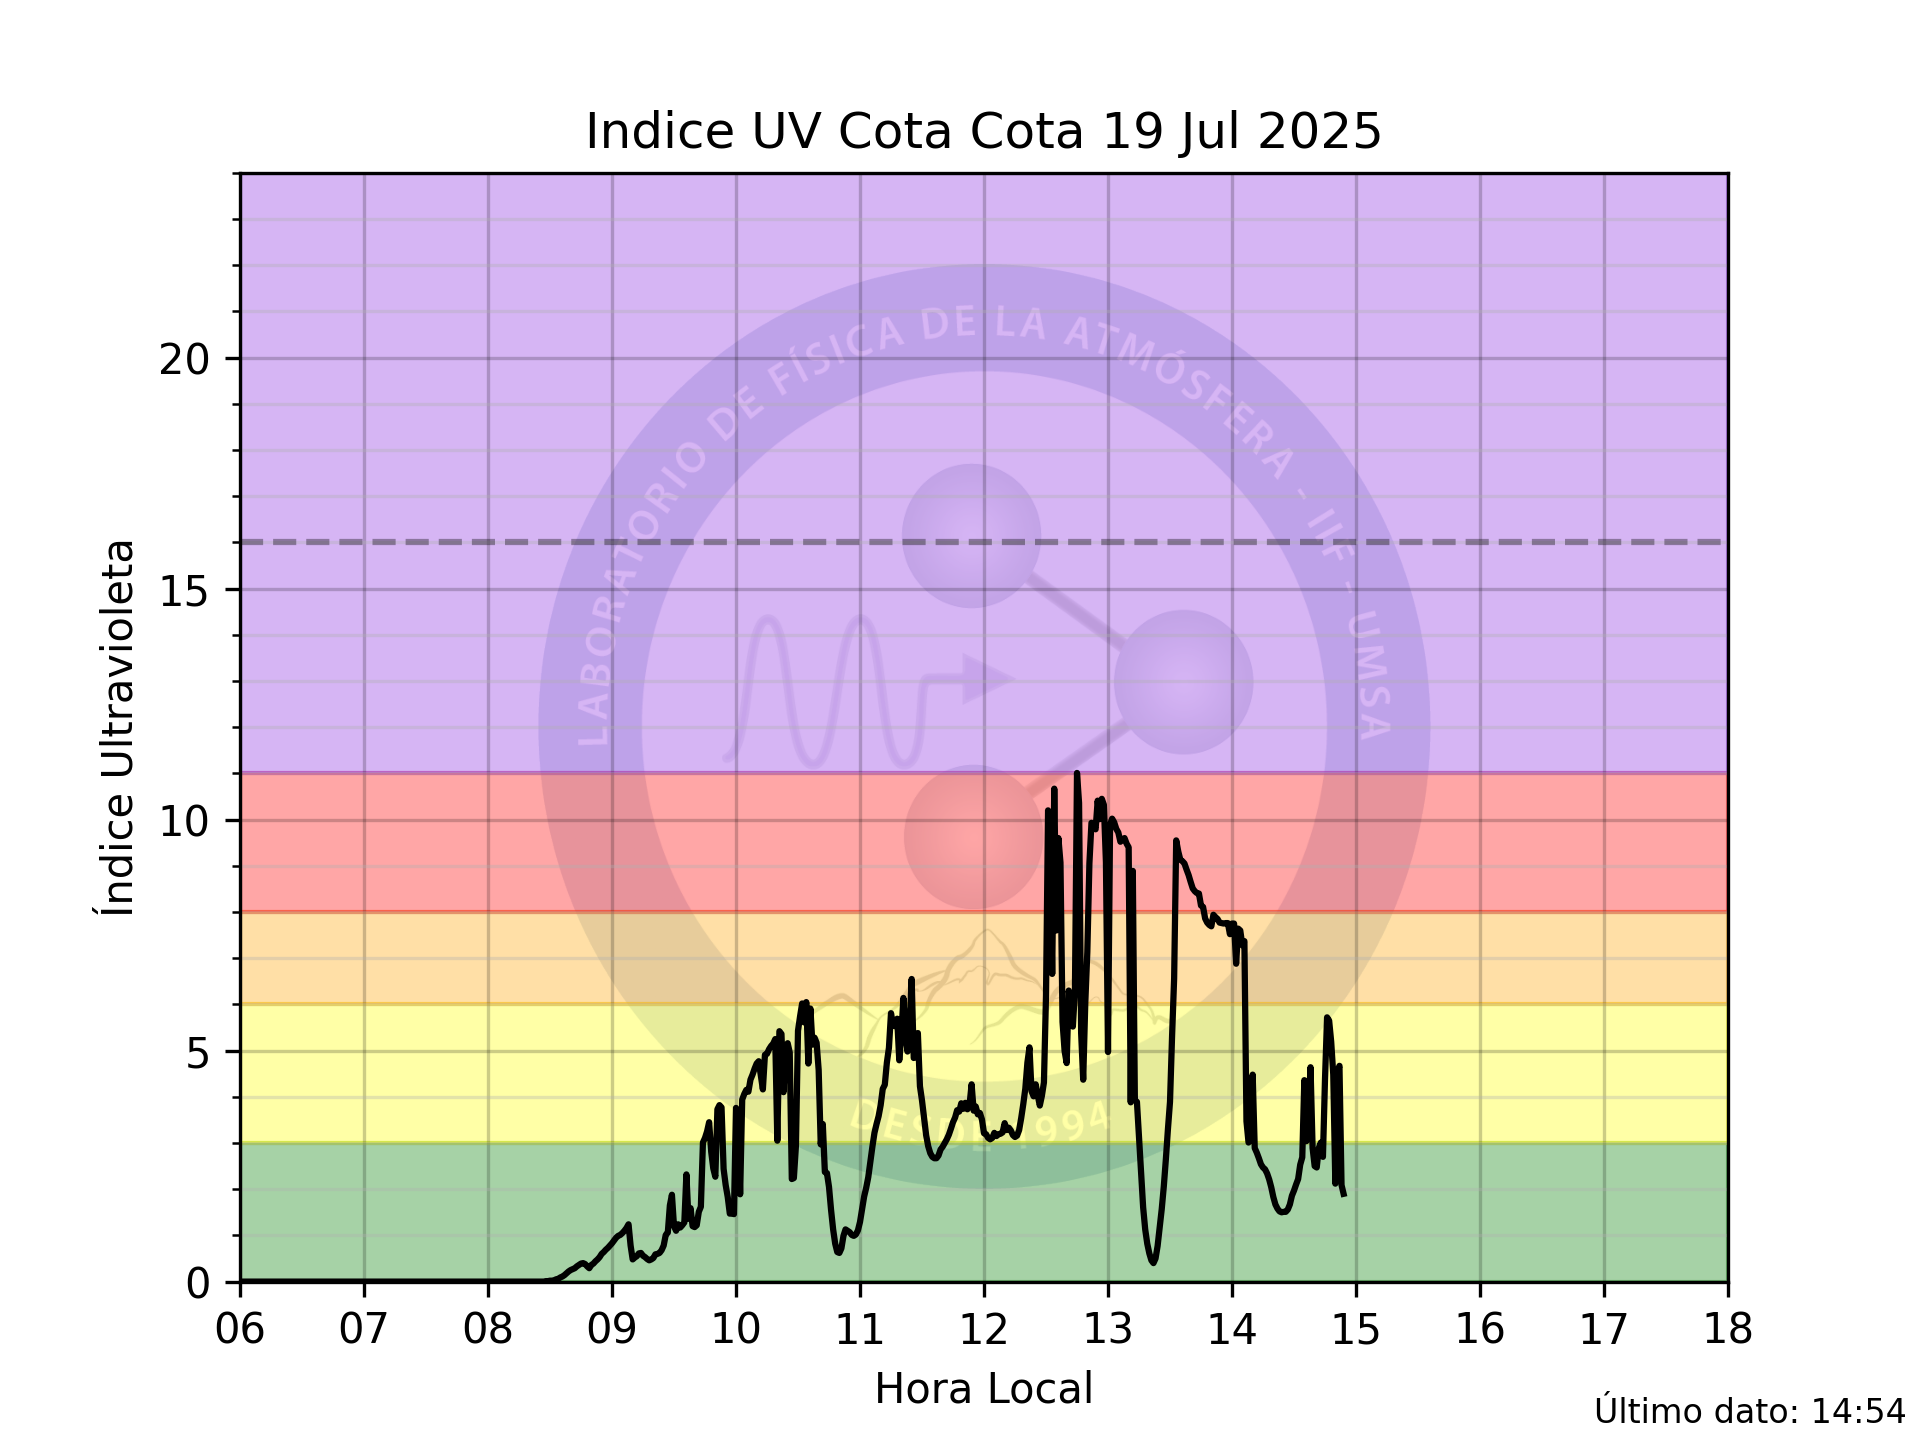 Indice UV Cota Cota 19 Jul 2025
Índice Ultravioleta
20
15
10
5
0
LABORATORIO DE FÍSICA DE LA ATMÓSFERA - IIF - UMSA
DESDE 1994
06 07 08 09 10 11 12 13 14 15 16 17 18
Hora Local
Último dato: 14:54